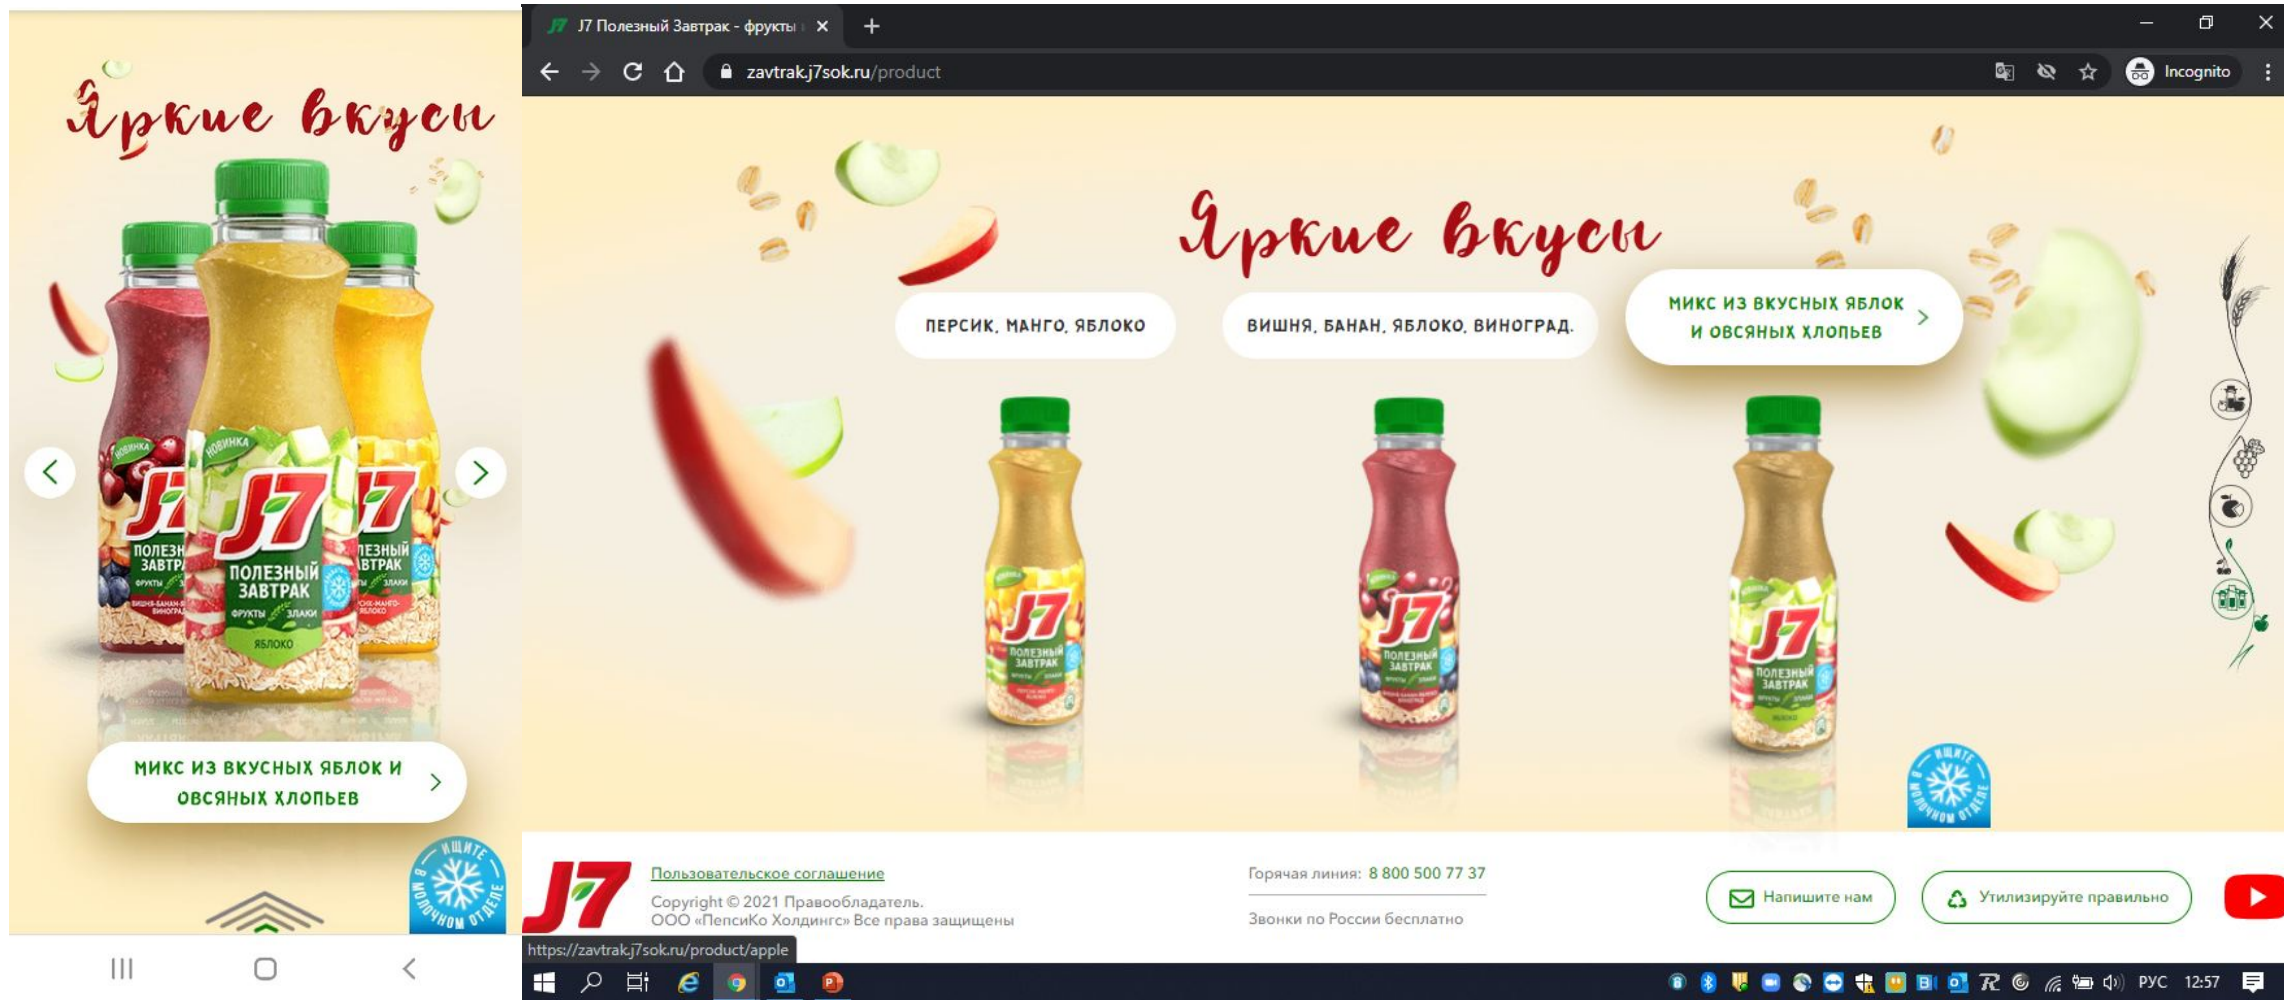 Яркие вкусы
НОВИНКА
НОВИНКА
J7
J7
J7
ПОЛЕЗНЫЙ
ЗАВТРАК
ФРУКТЫ ЗЛАКИ
ЯБЛОКО
МИКС ИЗ ВКУСНЫХ ЯБЛОК И
ОВСЯНЫХ ХЛОПЬЕВ
ИЩИТЕ
В МОЛОЧНОМ ОТДЕЛЕ
J7 Полезный Завтрак - фрукты
zavtrak.j7sok.ru/product
Incognito
Яркие вкусы
ПЕРСИК, МАНГО, ЯБЛОКО
ВИШНЯ, БАНАН, ЯБЛОКО, ВИНОГРАД.
МИКС ИЗ ВКУСНЫХ ЯБЛОК
И ОВСЯНЫХ ХЛОПЬЕВ
J7
ПОЛЕЗНЫЙ
ЗАВТРАК
J7
ПОЛЕЗНЫЙ
ЗАВТРАК
J7
ПОЛЕЗНЫЙ
ЗАВТРАК
ЯБЛОКО
ИЩИТЕ
В МОЛОЧНОМ ОТДЕЛЕ
J7
Пользовательское соглашение
Copyright © 2021 Правообладатель.
ООО «ПепсиКо Холдингс» Все права защищены
Горячая линия: 8 800 500 77 37
Звонки по России бесплатно
Напишите нам
Утилизируйте правильно
https://zavtrak.j7sok.ru/product/apple
РУС 12:57